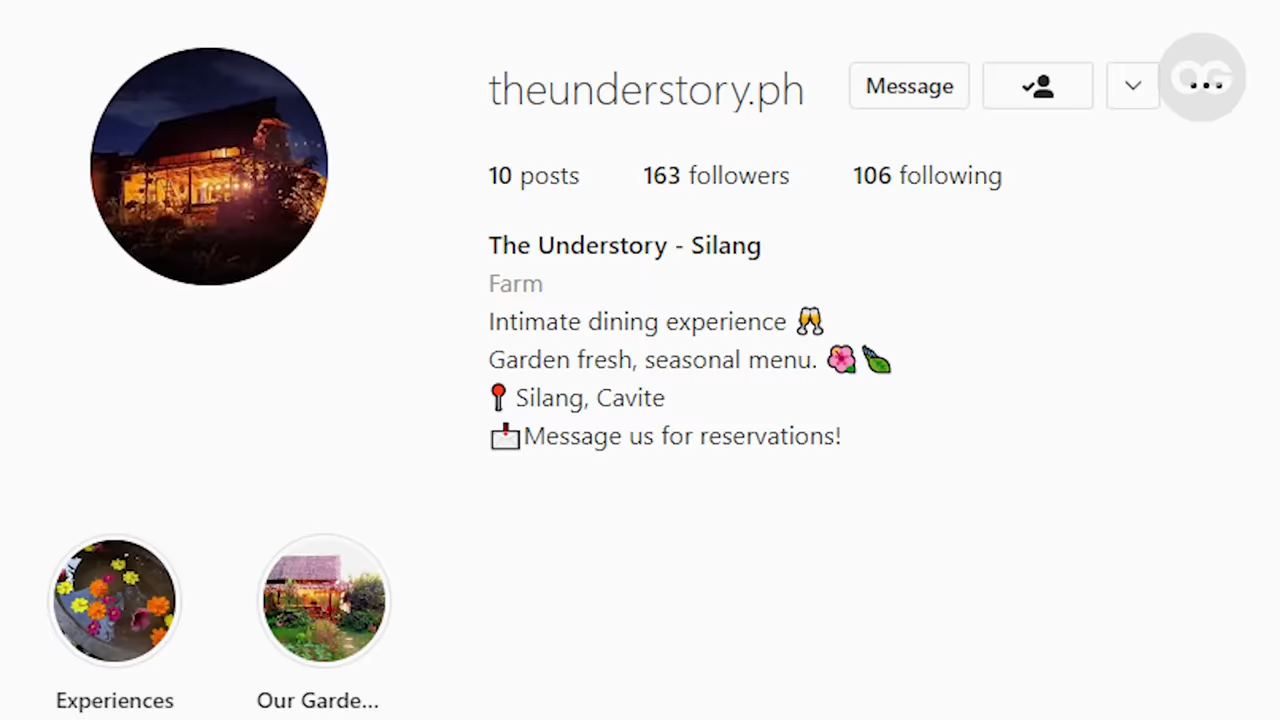 theunderstory.ph
Message
OG
10 posts 163 followers 106 following
The Understory - Silang
Farm
Intimate dining experience 🥂
Garden fresh, seasonal menu. 🌺🍃
📍 Silang, Cavite
📩Message us for reservations!
Experiences
Our Garde...